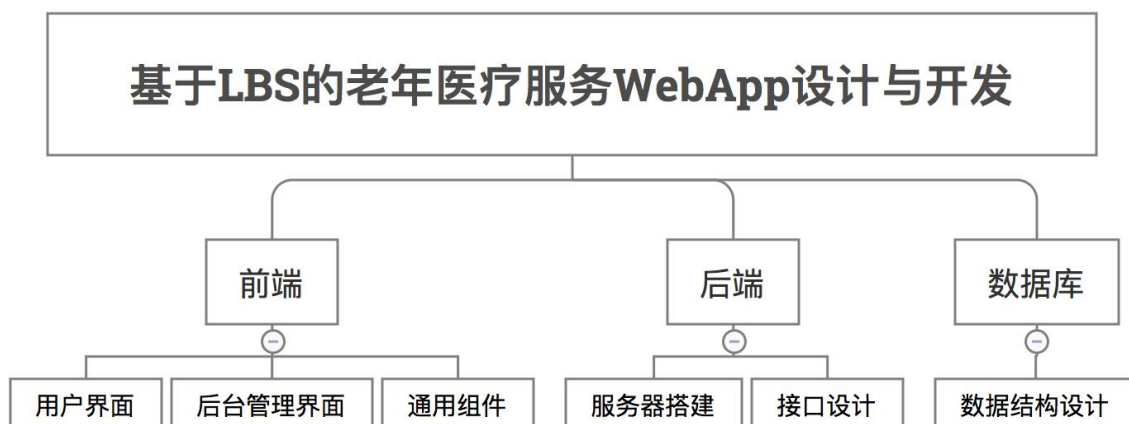 基于LBS的老年医疗服务WebApp设计与开发
前端
后端
数据库
用户界面
后台管理界面
通用组件
服务器搭建
接口设计
数据结构设计